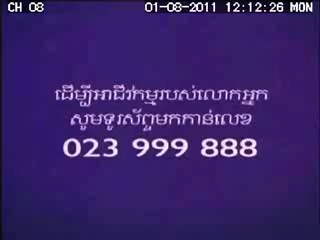 CH 08 01-08-2011 12:12:26 MON
ដើម្បីអាជីវកម្មរបស់លោកអ្នក
សូមទូរស័ព្ទមកកាន់លេខ
023 999 888